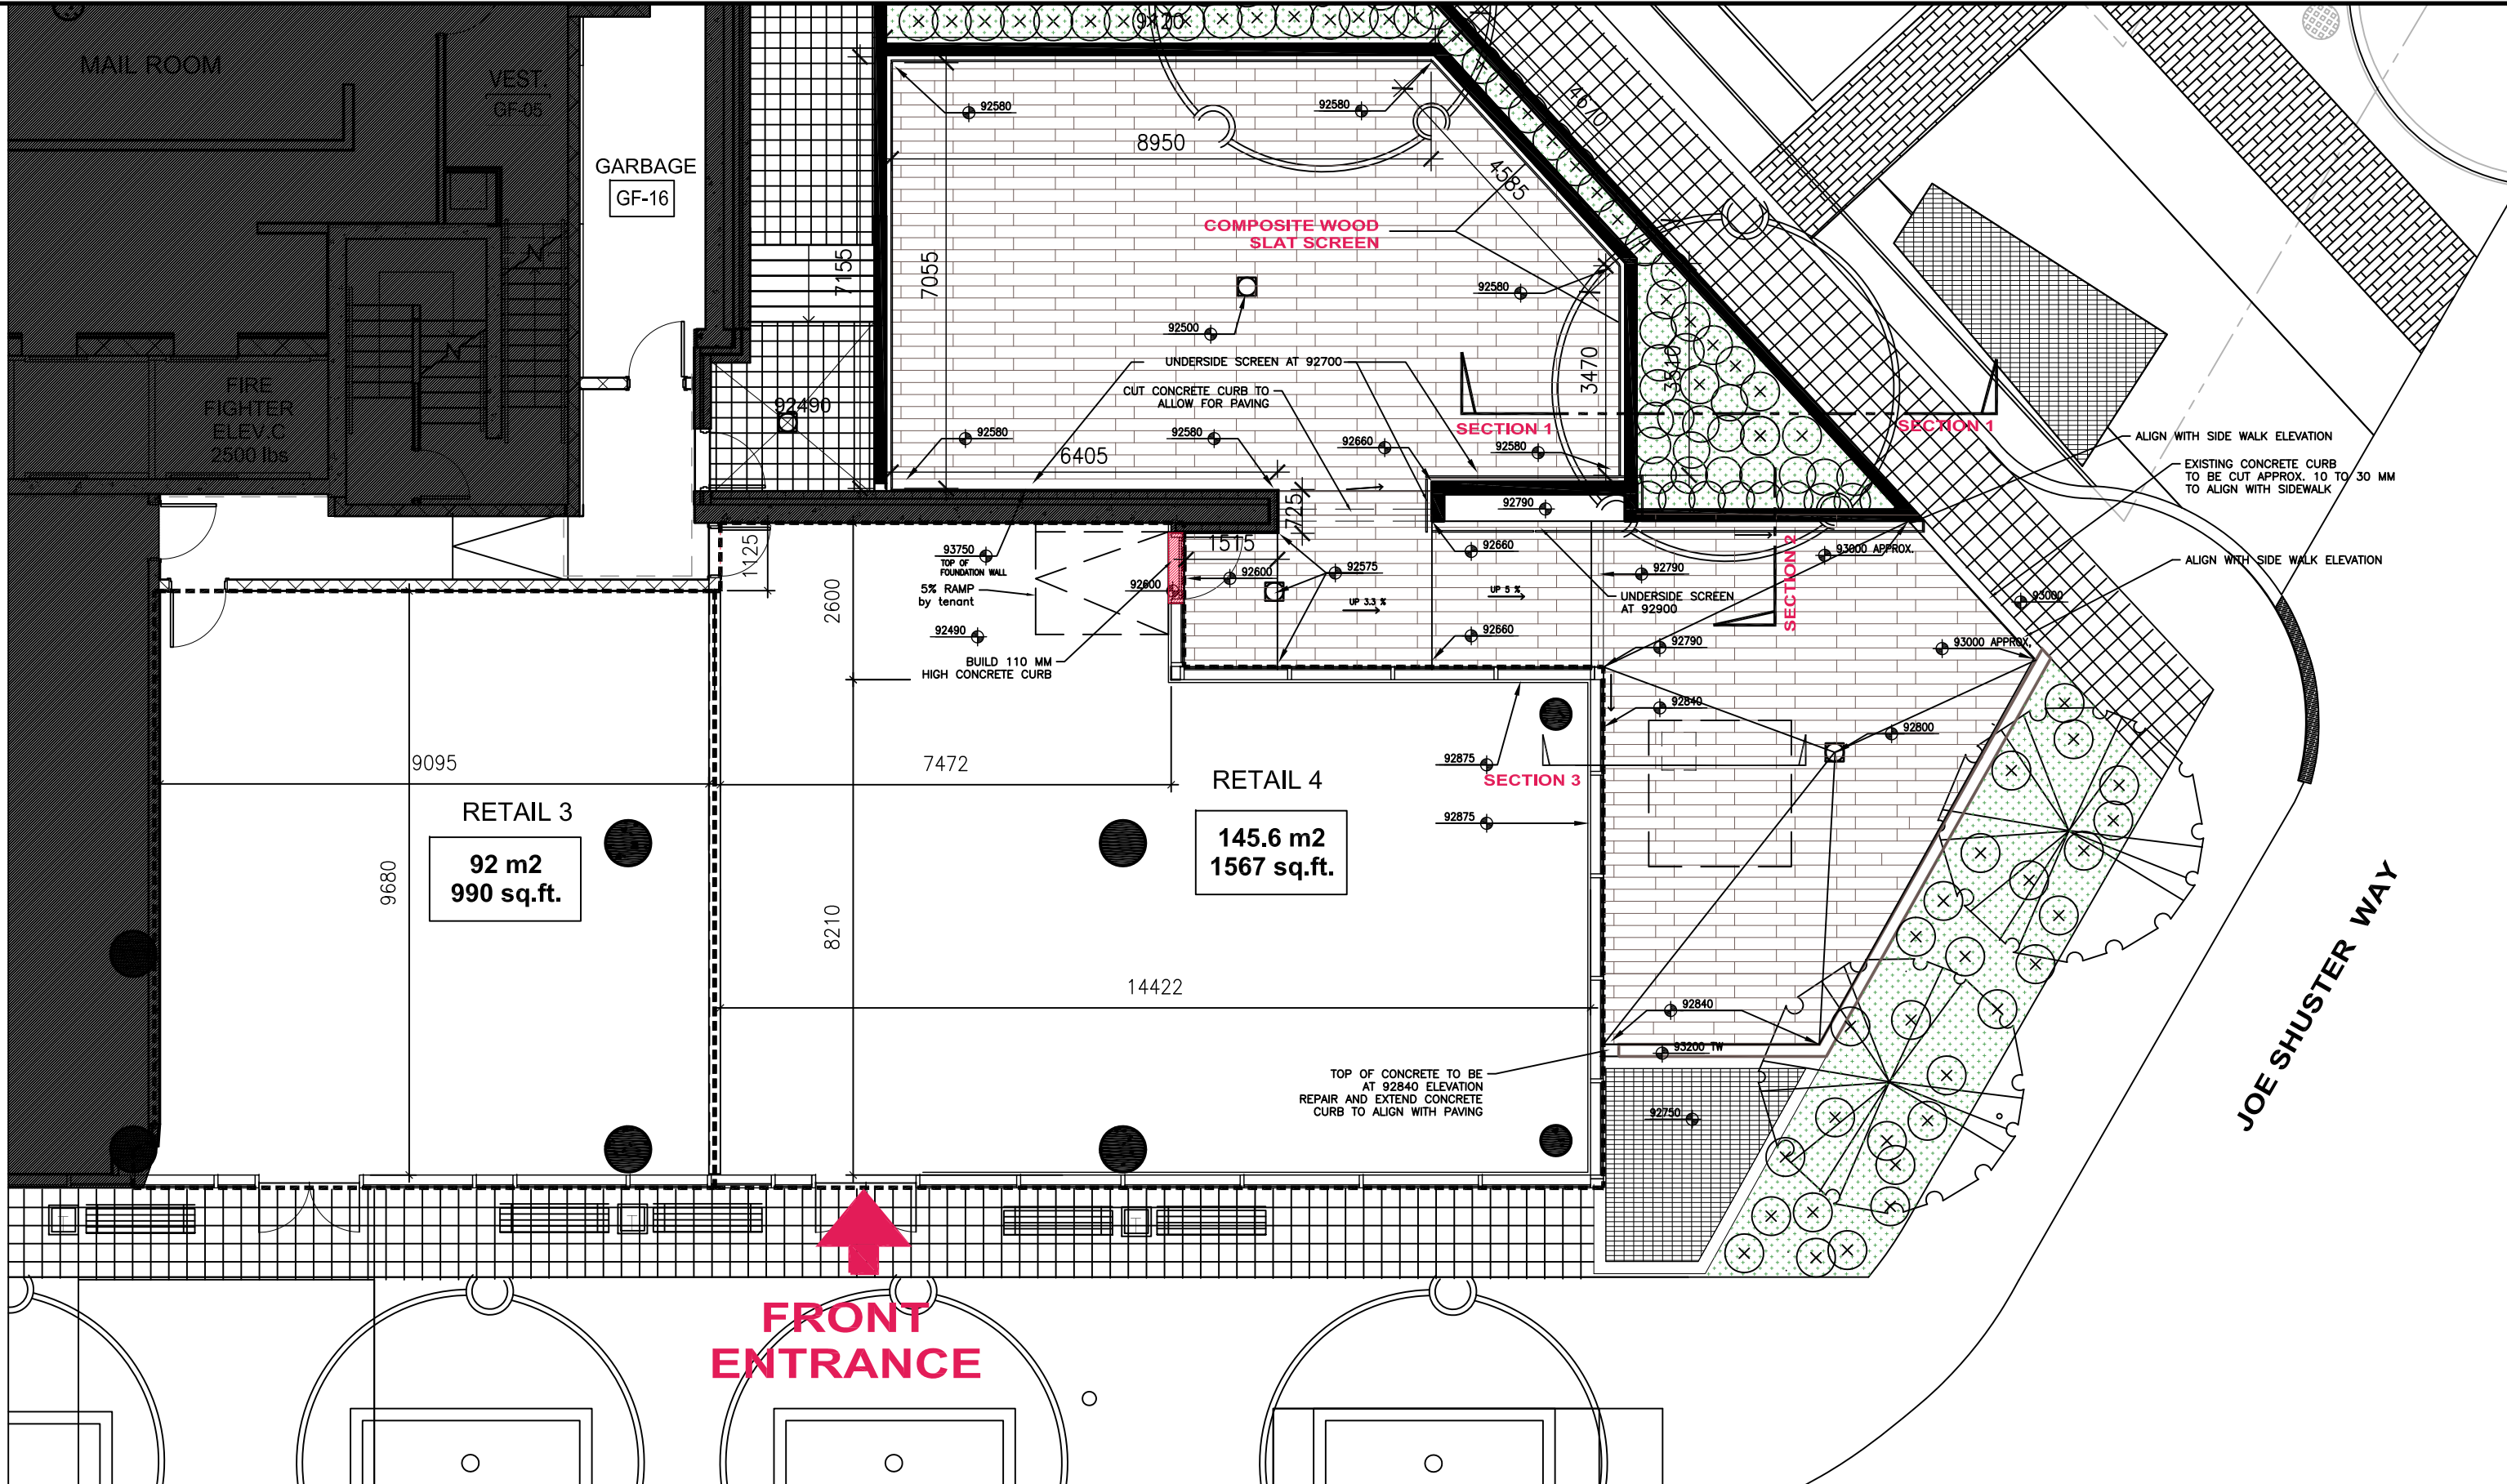 9120
MAIL ROOM
VEST.
GF-05
GARBAGE
GF-16
92580
92580
8950
4670
4585
COMPOSITE WOOD
SLAT SCREEN
7155
7055
92580
92500
UNDERSIDE SCREEN AT 92700
3470
3540
FIRE
FIGHTER
ELEV.C
2500 lbs
92490
CUT CONCRETE CURB TO
ALLOW FOR PAVING
SECTION 1
SECTION 1
92580
92580
92660
92580
6405
ALIGN WITH SIDE WALK ELEVATION
EXISTING CONCRETE CURB
TO BE CUT APPROX. 10 TO 30 MM
TO ALIGN WITH SIDEWALK
92790
725
1125
1515
93750
TOP OF
FOUNDATION WALL
92660
93000 APPROX.
SECTION 2
ALIGN WITH SIDE WALK ELEVATION
92600
92600
92575
92790
5% RAMP
by tenant
2600
UP 3.3 %
UP 5 %
UNDERSIDE SCREEN
AT 92900
93000
92490
92660
92790
93000 APPROX.
BUILD 110 MM
HIGH CONCRETE CURB
92840
92800
9095
7472
RETAIL 4
92875
SECTION 3
RETAIL 3
92875
145.6 m2
1567 sq.ft.
92 m2
990 sq.ft.
9680
8210
14422
92840
93200 TW
TOP OF CONCRETE TO BE
AT 92840 ELEVATION
REPAIR AND EXTEND CONCRETE
CURB TO ALIGN WITH PAVING
92750
JOE SHUSTER WAY
FRONT
ENTRANCE